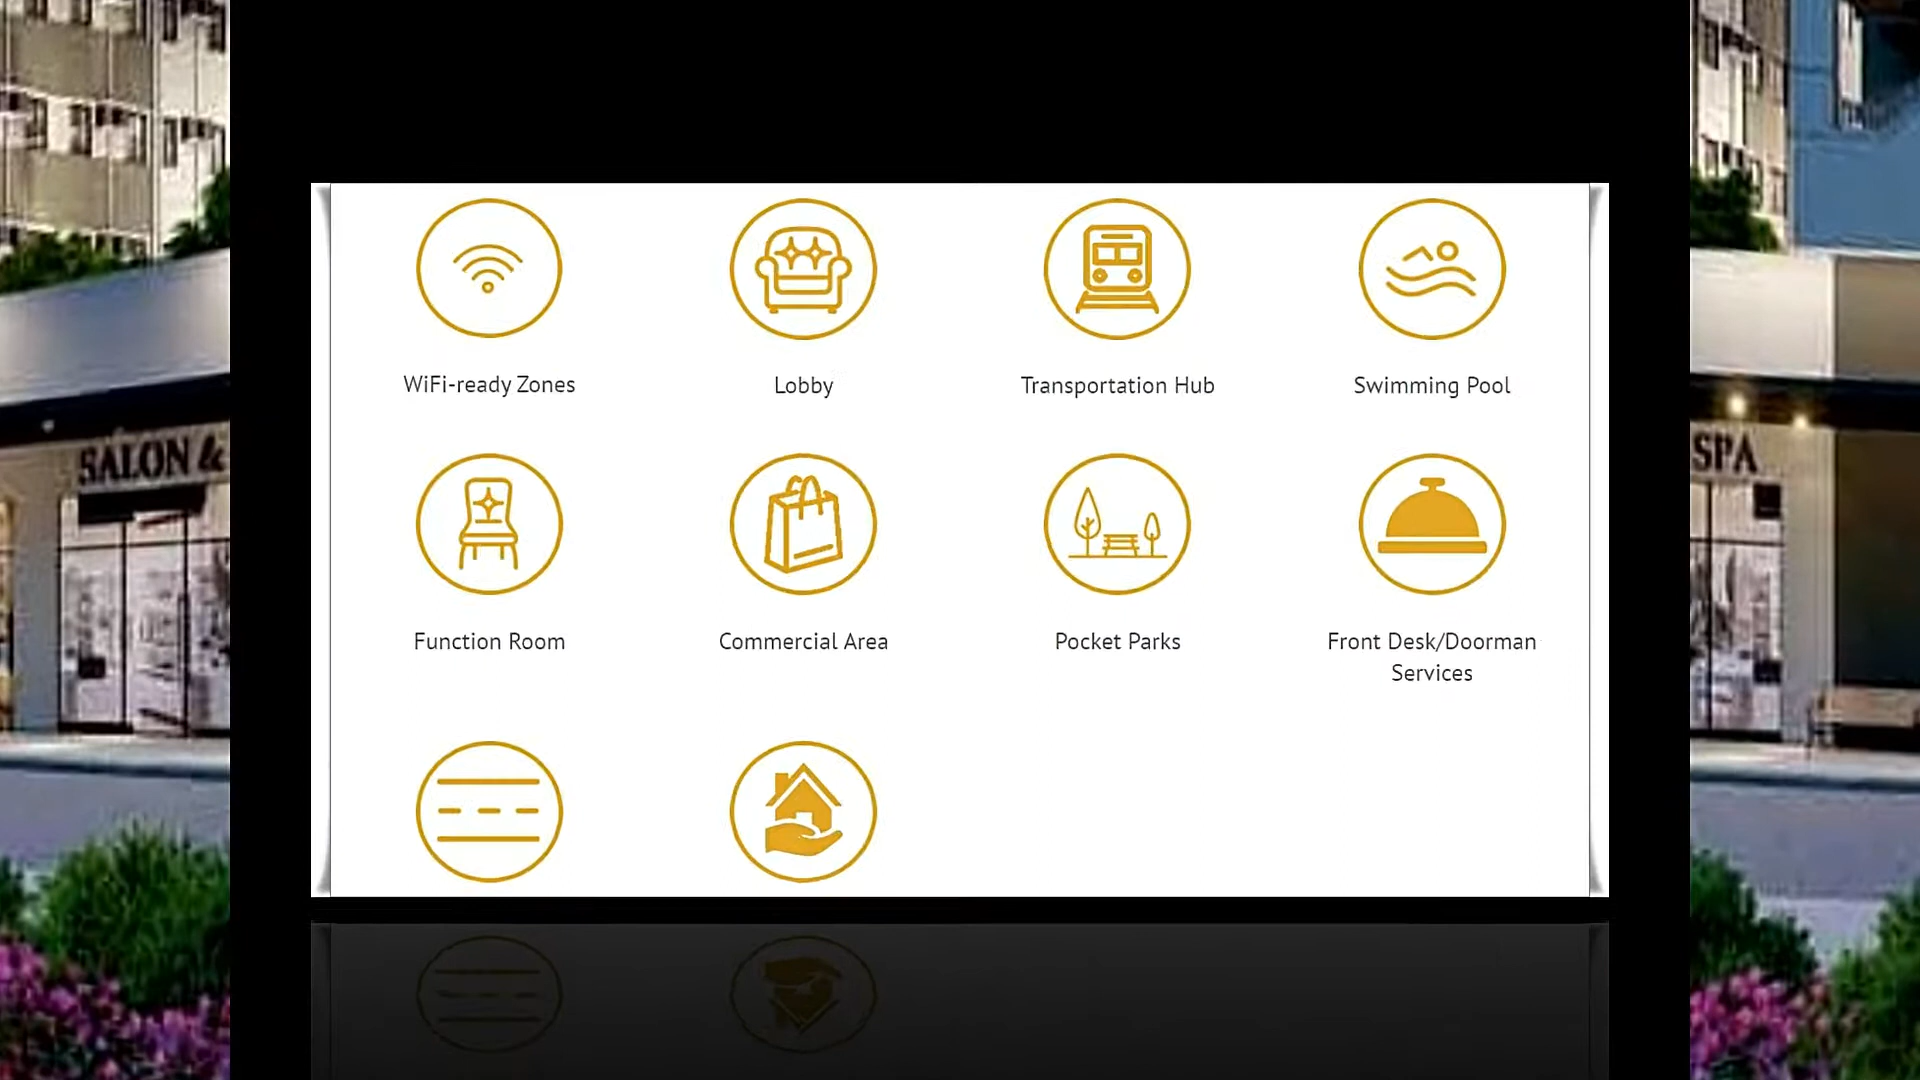 WiFi-ready Zones
Lobby
Transportation Hub
Swimming Pool
SALON &
SPA
Function Room
Commercial Area
Pocket Parks
Front Desk/Doorman
Services